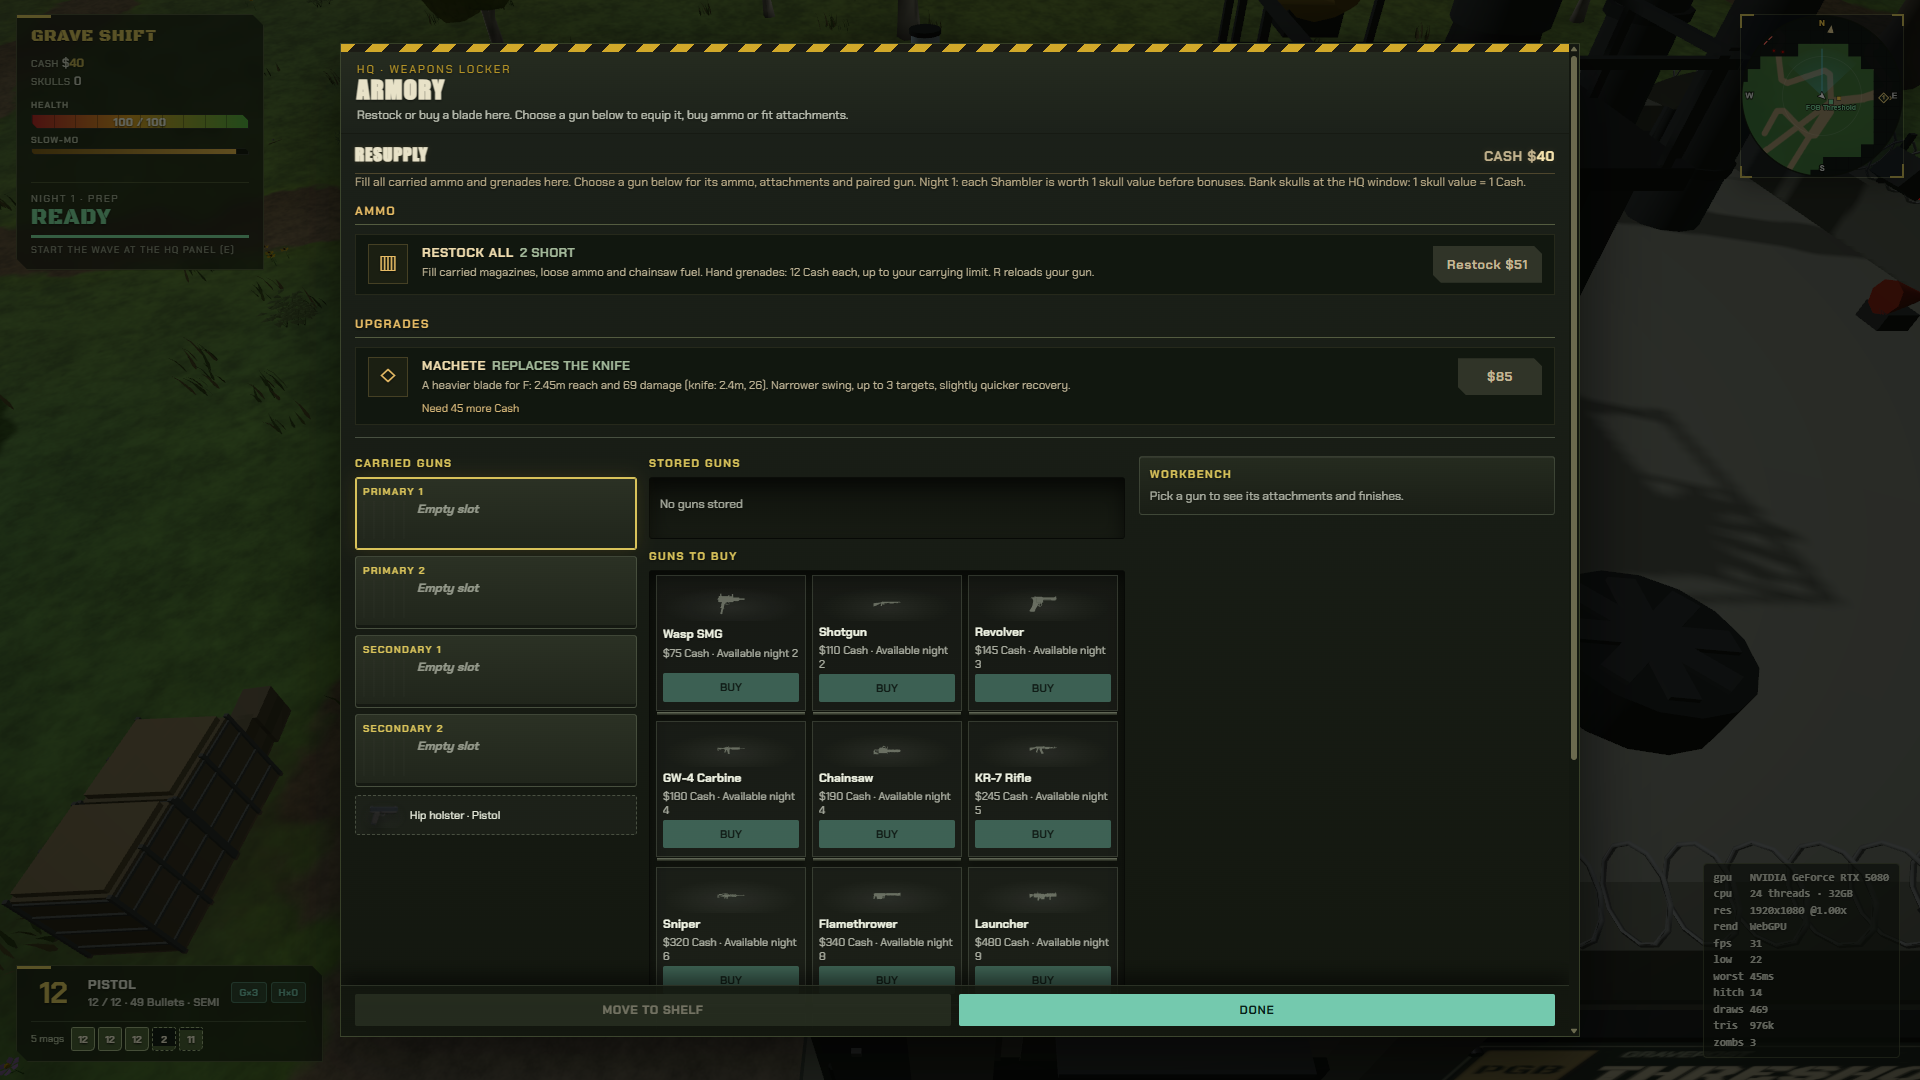 GRAVE SHIFT
CASH $40
SKULLS 0
HEALTH
100 / 100
SLOW-MO
NIGHT 1 - PREP
READY
START THE WAVE AT THE HQ PANEL (E)
HQ - WEAPONS LOCKER
ARMORY
Restock or buy a blade here. Choose a gun below to equip it, buy ammo or fit attachments.
RESUPPLY
CASH $40
Fill all carried ammo and grenades here. Choose a gun below for its ammo, attachments and paired gun. Night 1: each Shambler is worth 1 skull value before bonuses. Bank skulls at the HQ window: 1 skull value = 1 Cash.
AMMO
RESTOCK ALL 2 SHORT
Fill carried magazines, loose ammo and chainsaw fuel. Hand grenades: 12 Cash each, up to your carrying limit. R reloads your gun.
Restock $51
UPGRADES
MACHETE REPLACES THE KNIFE
A heavier blade for F: 2.45m reach and 69 damage (knife: 2.4m, 26). Narrower swing, up to 3 targets, slightly quicker recovery.
Need 45 more Cash
$85
CARRIED GUNS
PRIMARY 1
Empty slot
PRIMARY 2
Empty slot
SECONDARY 1
Empty slot
SECONDARY 2
Empty slot
Hip holster · Pistol
STORED GUNS
No guns stored
GUNS TO BUY
Wasp SMG
$75 Cash · Available night 2
BUY
Shotgun
$110 Cash · Available night
2
BUY
Revolver
$145 Cash · Available night
3
BUY
GW-4 Carbine
$180 Cash · Available night
4
BUY
Chainsaw
$190 Cash · Available night
4
BUY
KR-7 Rifle
$245 Cash · Available night
5
BUY
Sniper
$320 Cash · Available night
6
BUY
Flamethrower
$340 Cash · Available night
8
BUY
Launcher
$480 Cash · Available night
9
BUY
WORKBENCH
Pick a gun to see its attachments and finishes.
MOVE TO SHELF
DONE
12
PISTOL
12 / 12 · 49 Bullets · SEMI
G×3
H×0
5 mags 12 12 12 2 11
N
W
E
S
FOB Threshold
gpu NVIDIA GeForce RTX 5080
cpu 24 threads · 32GB
res 1920x1080 @1.00x
rend WebGPU
fps 31
low 22
worst 45ms
hitch 14
draws 469
tris 976k
zombs 3